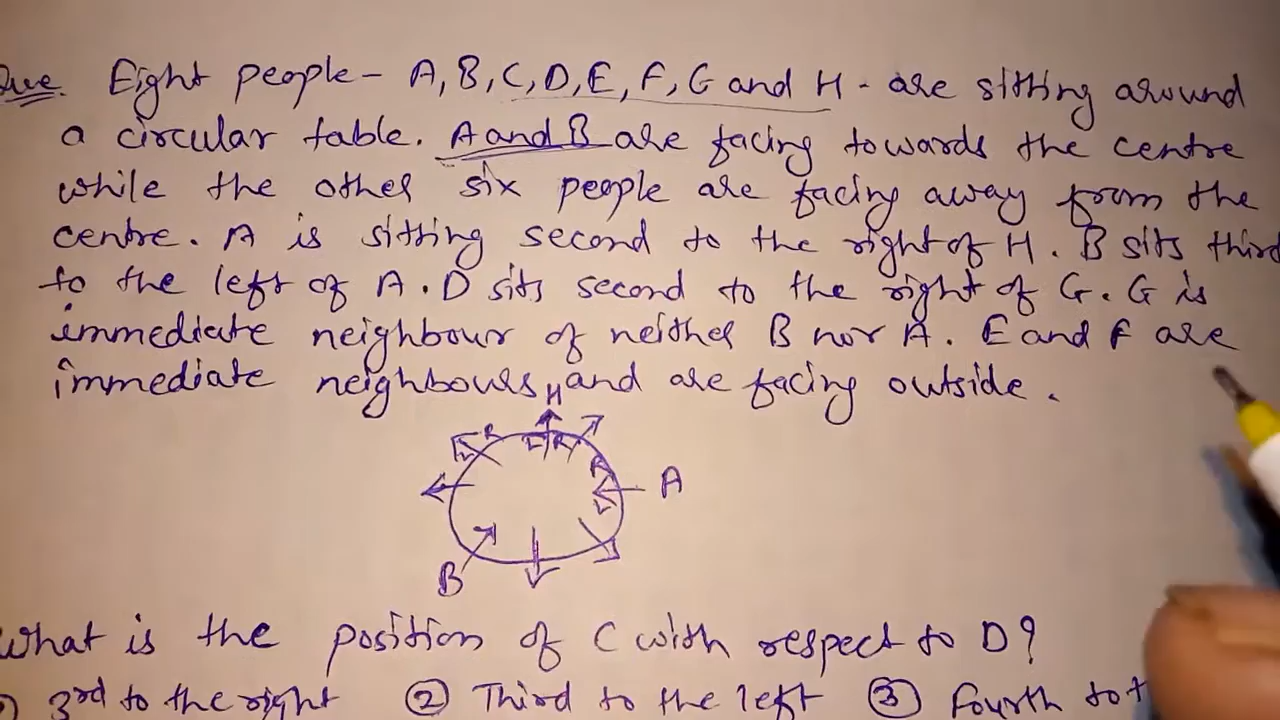 Que. Eight people - A, B, C, D, E, F, G and H - are sitting around
a circular table. A and B are facing towards the centre
while the other six people are facing away from the
centre. A is sitting second to the right of H. B sits third
to the left of A. D sits second to the right of G. G is
immediate neighbour of neither B nor A. E and F are
immediate neighbours and are facing outside.
H
L R R
R
L A
B
What is the position of C with respect to D?
3rd to the right ② Third to the left ③ Fourth to